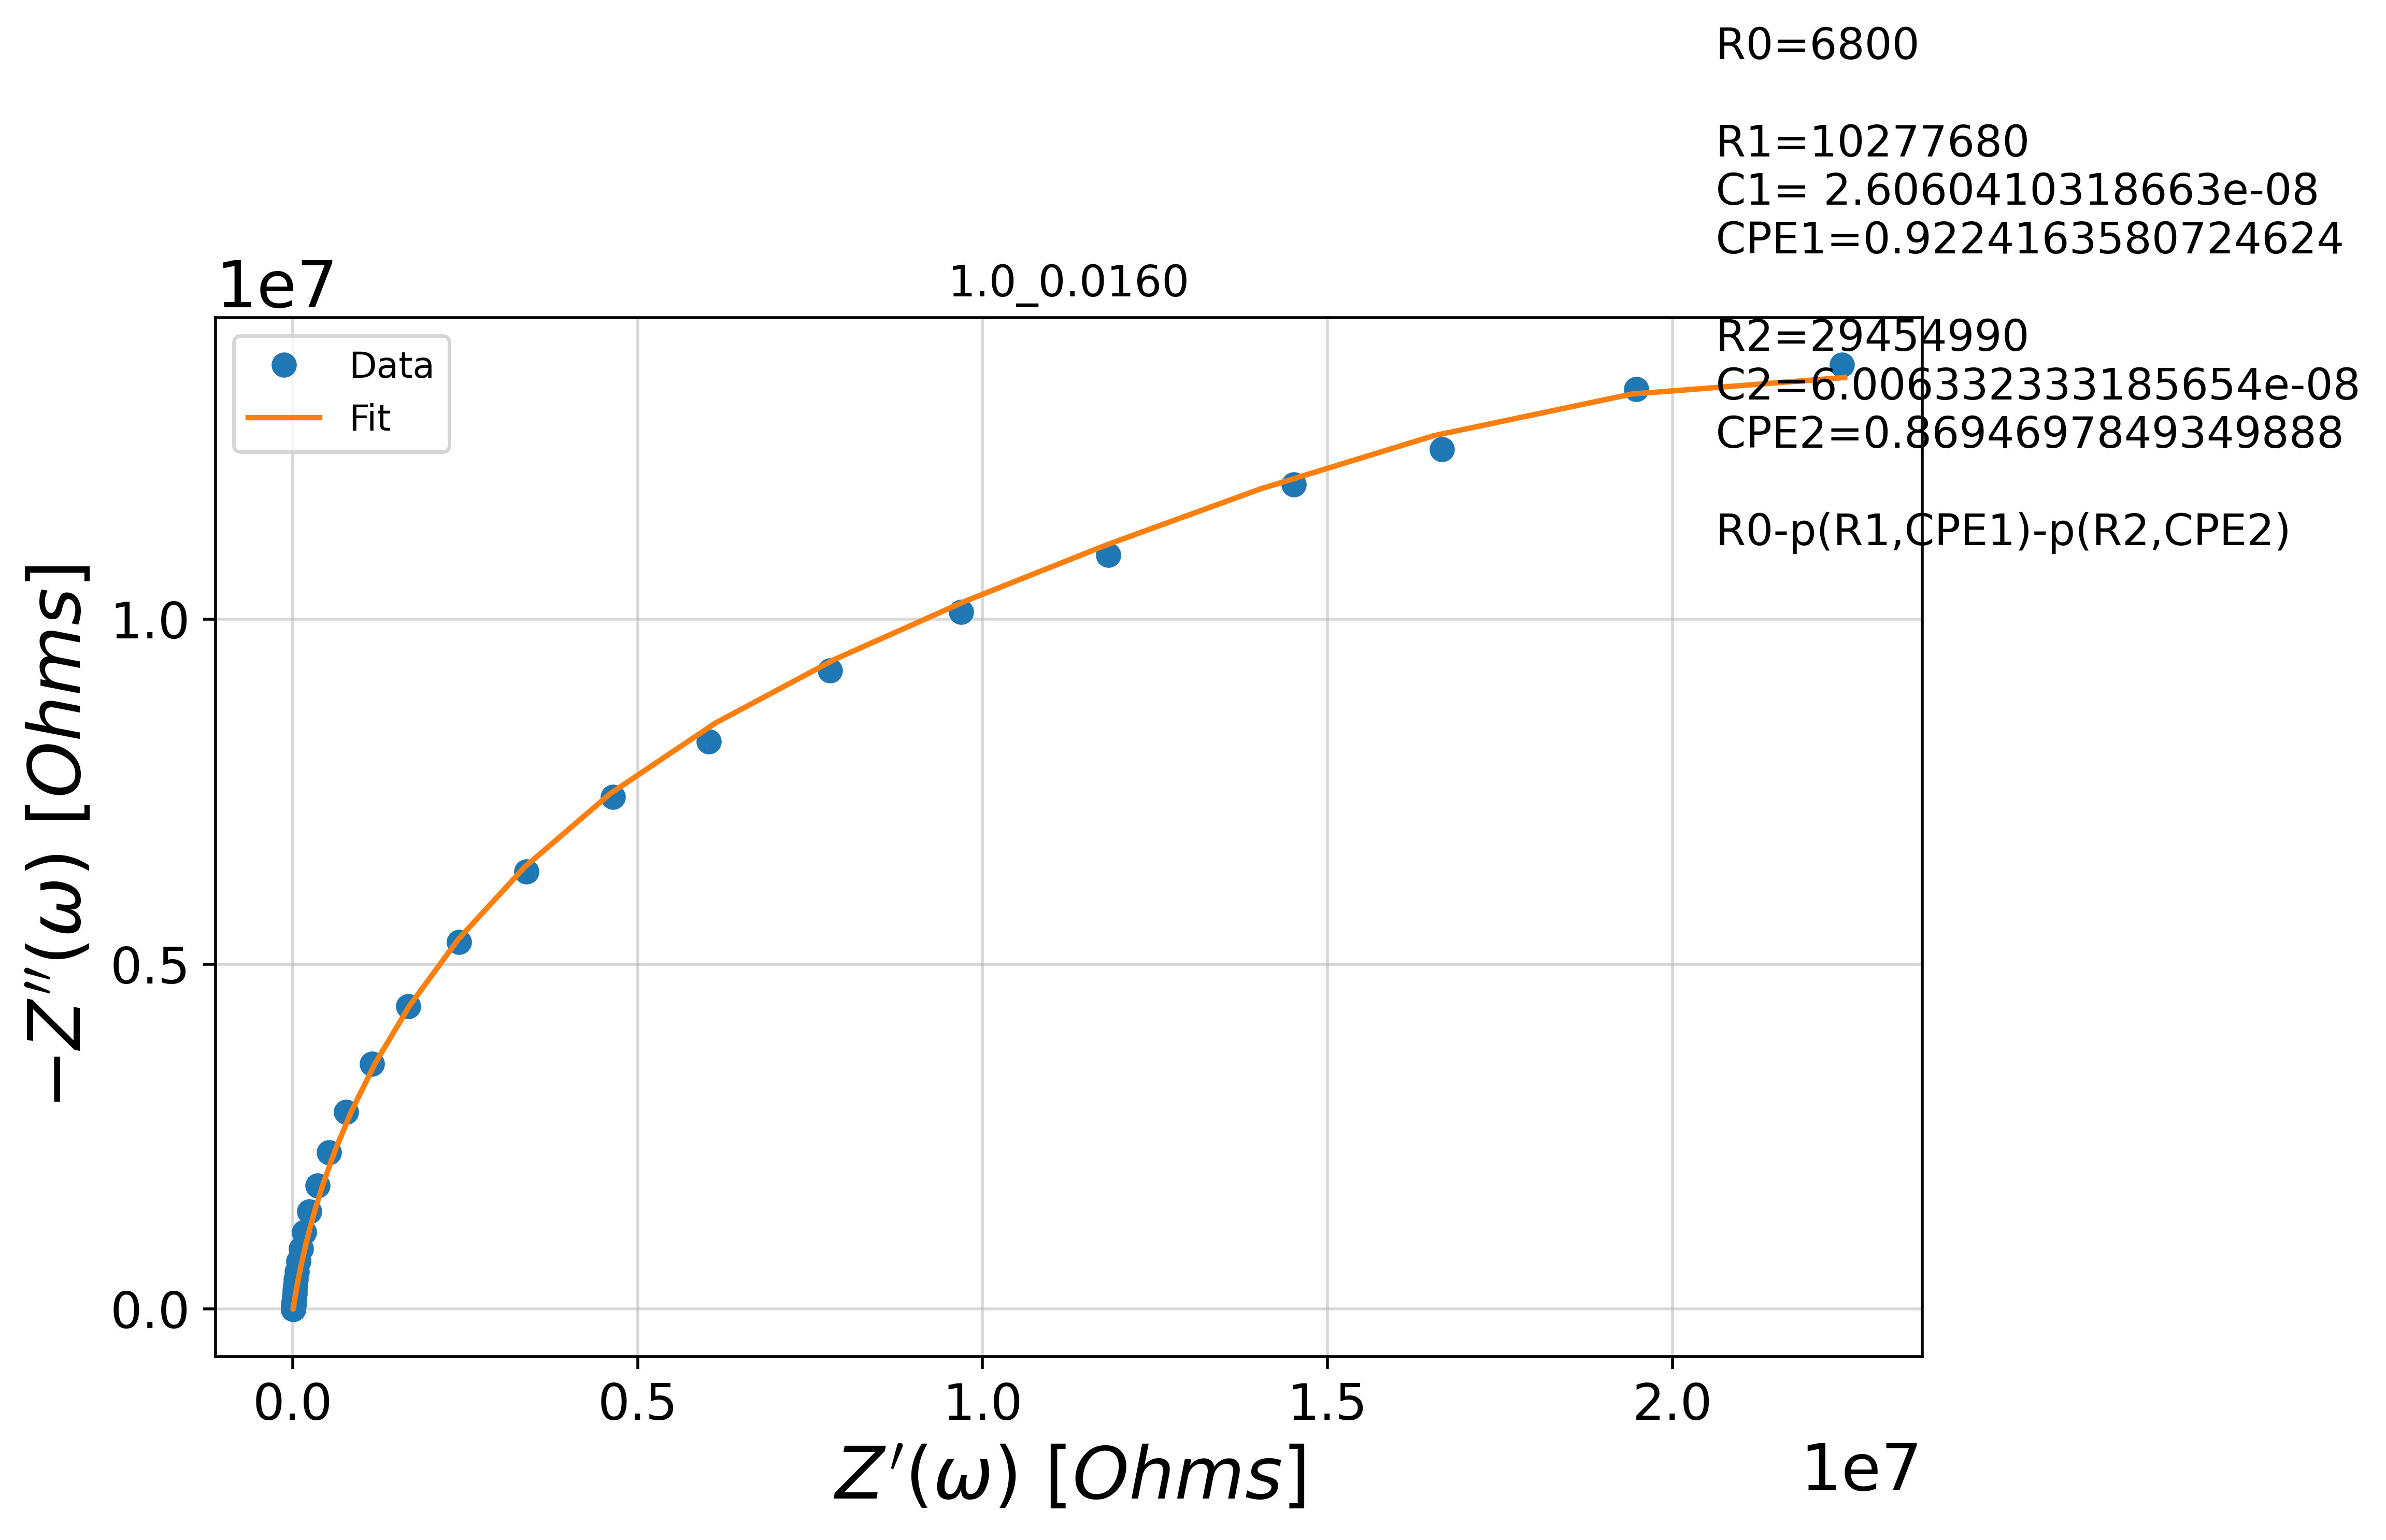 R0=6800
R1=10277680
C1= 2.6060410318663e-08
CPE1=0.9224163580724624
R2=29454990
C2=6.006332333185654e-08
CPE2=0.8694697849349888
R0-p(R1,CPE1)-p(R2,CPE2)
1e7
1.0_0.0160
Data
Fit
1.0
0.5
0.0
−Z′′(ω) [Ohms]
0.0 0.5 1.0 1.5 2.0
Z′(ω) [Ohms]
1e7